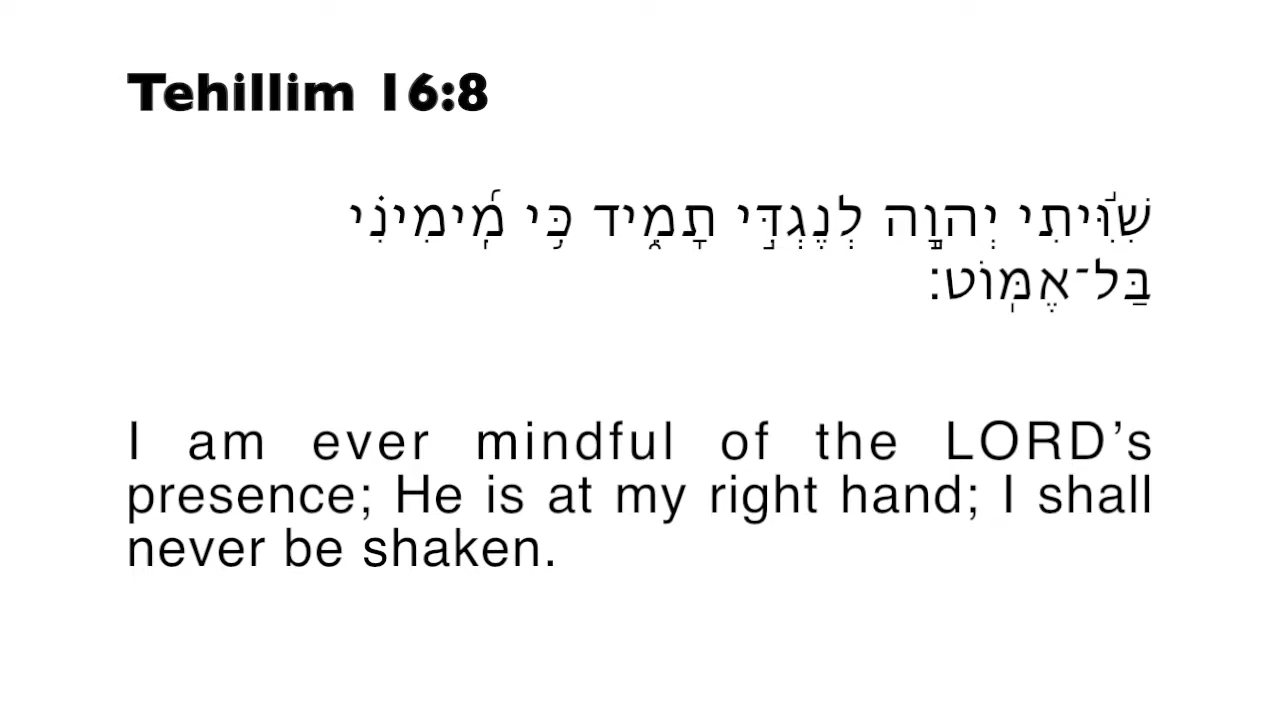 Tehillim 16:8
שִׁוִּ֬יתִי יְהוָ֣ה לְנֶגְדִּ֣י תָמִ֑יד כִּ֥י מִֽ֝ימִינִ֗י
בַּל־אֶמּֽוֹט׃
I am ever mindful of the LORD’s
presence; He is at my right hand; I shall
never be shaken.